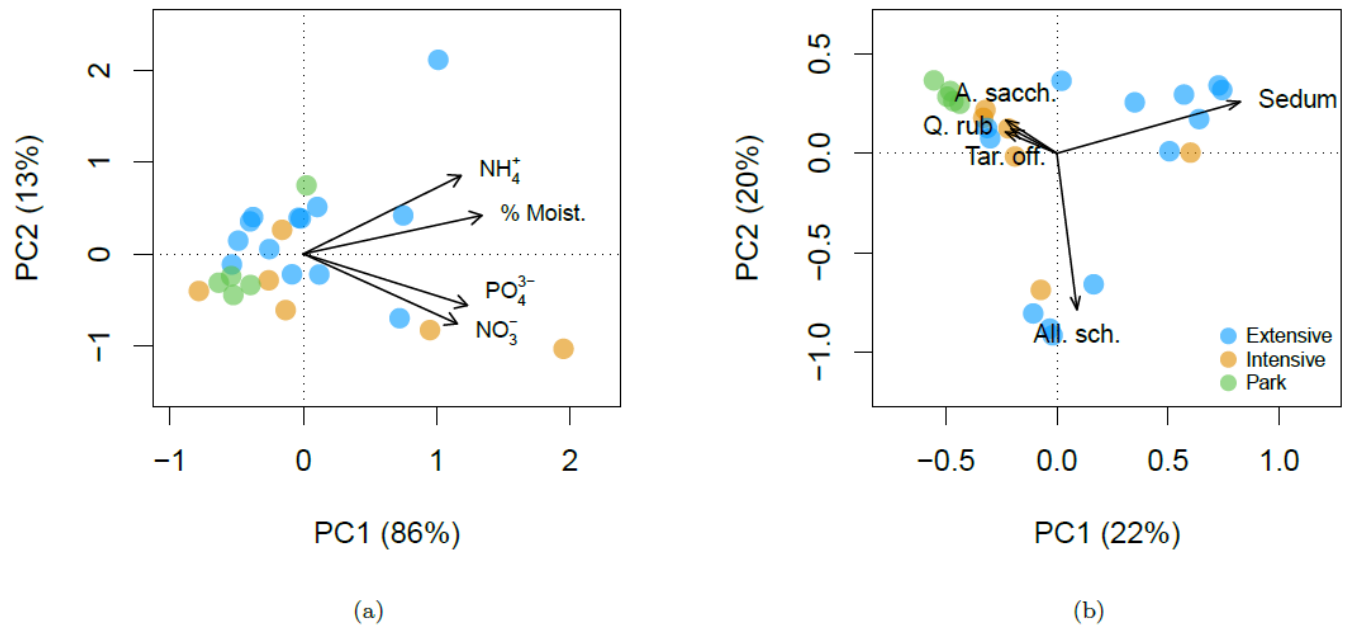 PC2 (13%)
2
1
0
−1
NH₄⁺
% Moist.
PO₄³⁻
NO₃⁻
−1 0 1 2
PC1 (86%)
(a)
PC2 (20%)
0.5
0.0
−0.5
−1.0
A. sacch.
Q. rub
Tar. off.
Sedum
All. sch.
Extensive
Intensive
Park
−0.5 0.0 0.5 1.0
PC1 (22%)
(b)